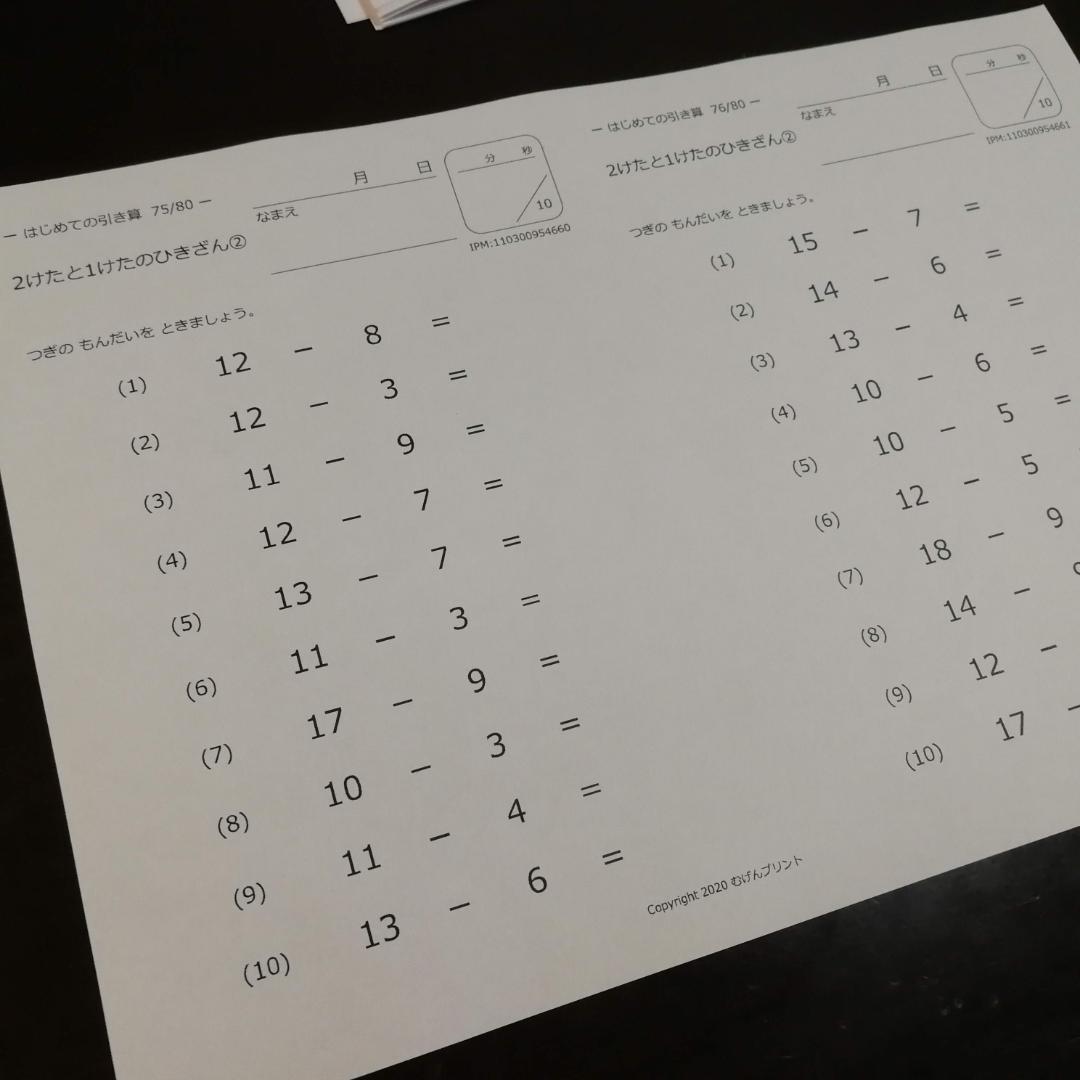 — はじめての引き算 75/80 —
月 日
分 秒
2けたと1けたのひきざん②
なまえ
/10
IPM:110300954660
つぎの もんだいを ときましょう。
(1) 12 − 8 =
(2) 12 − 3 =
(3) 11 − 9 =
(4) 12 − 7 =
(5) 13 − 7 =
(6) 11 − 3 =
(7) 17 − 9 =
(8) 10 − 3 =
(9) 11 − 4 =
(10) 13 − 6 =
— はじめての引き算 76/80 —
月 日
分 秒
2けたと1けたのひきざん②
なまえ
/10
IPM:110300954661
つぎの もんだいを ときましょう。
(1) 15 − 7 =
(2) 14 − 6 =
(3) 13 − 4 =
(4) 10 − 6 =
(5) 10 − 5 =
(6) 12 − 5
(7) 18 − 9
(8) 14 −
(9) 12 −
(10) 17 −
Copyright 2020 むげんプリント